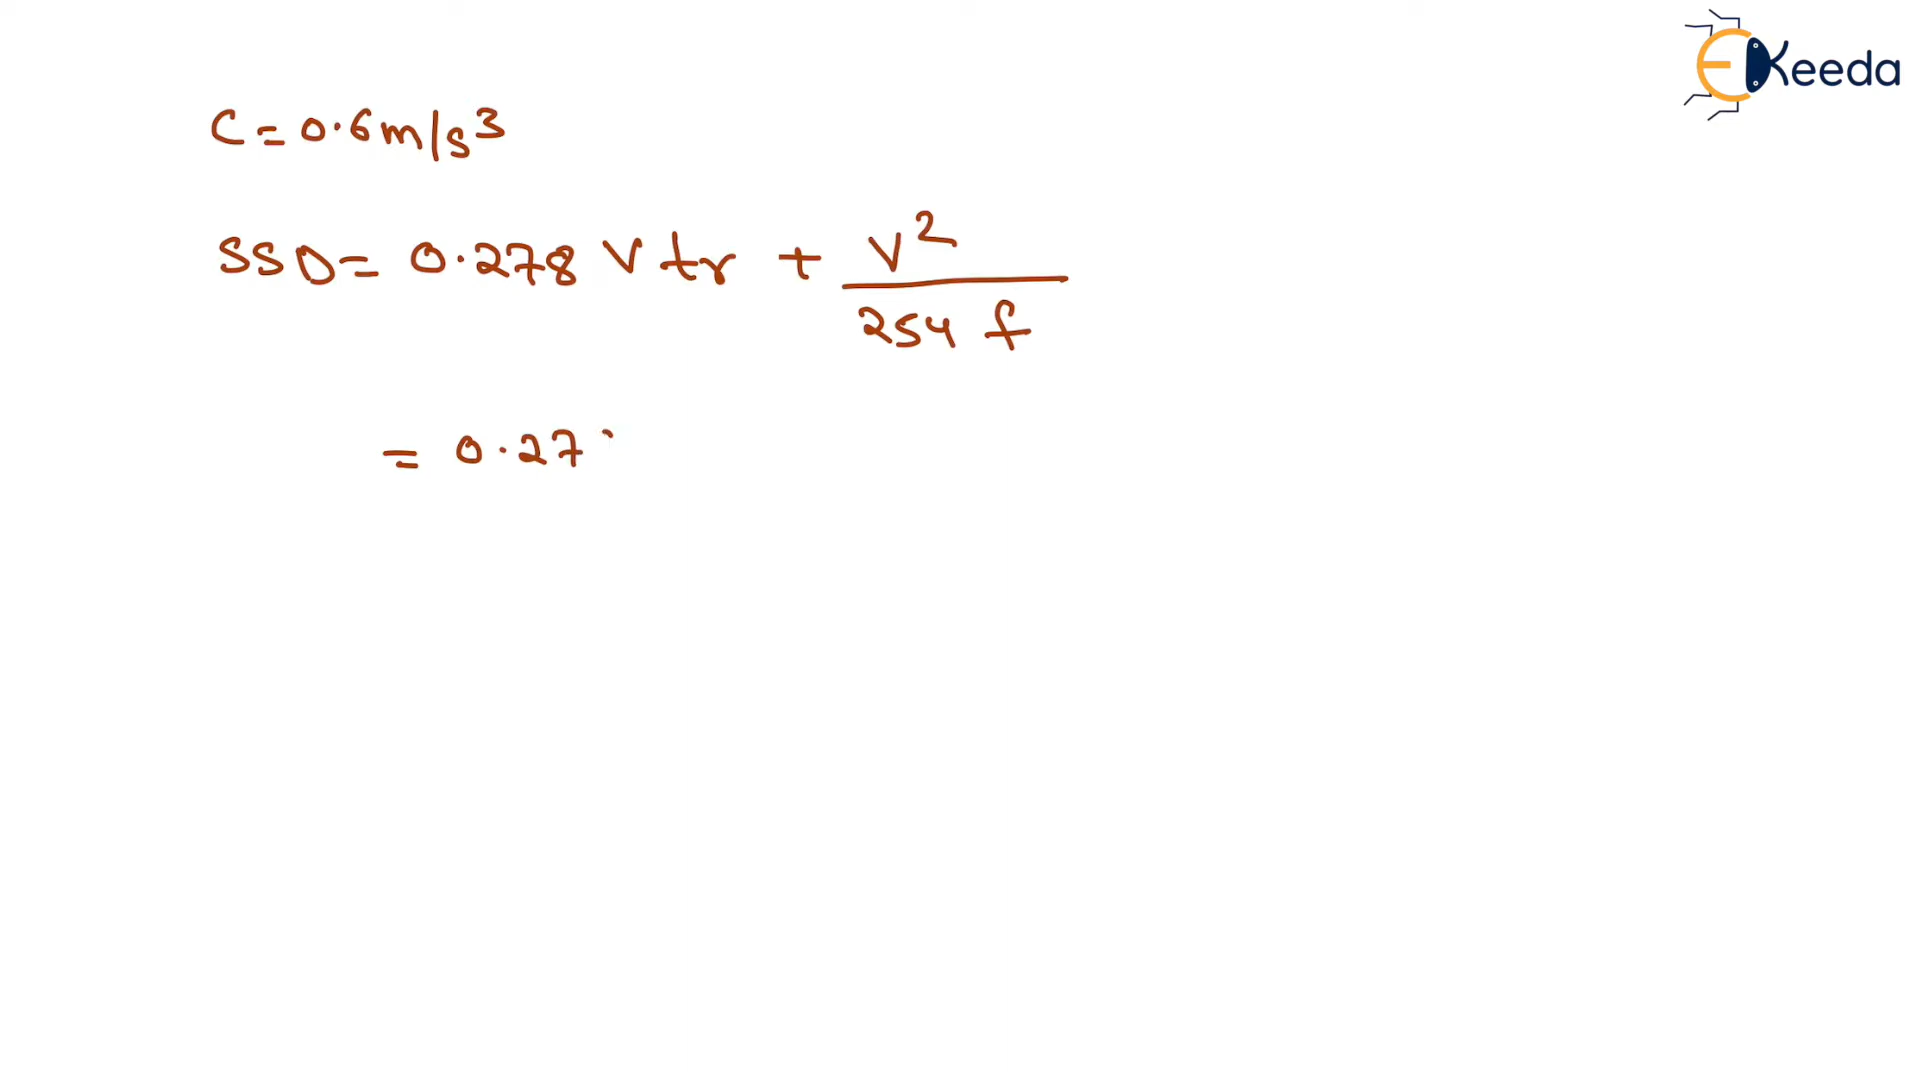 EKeeda
C = 0.6 m/s³
SSD = 0.278 V tr + V² / 254 f
= 0.27